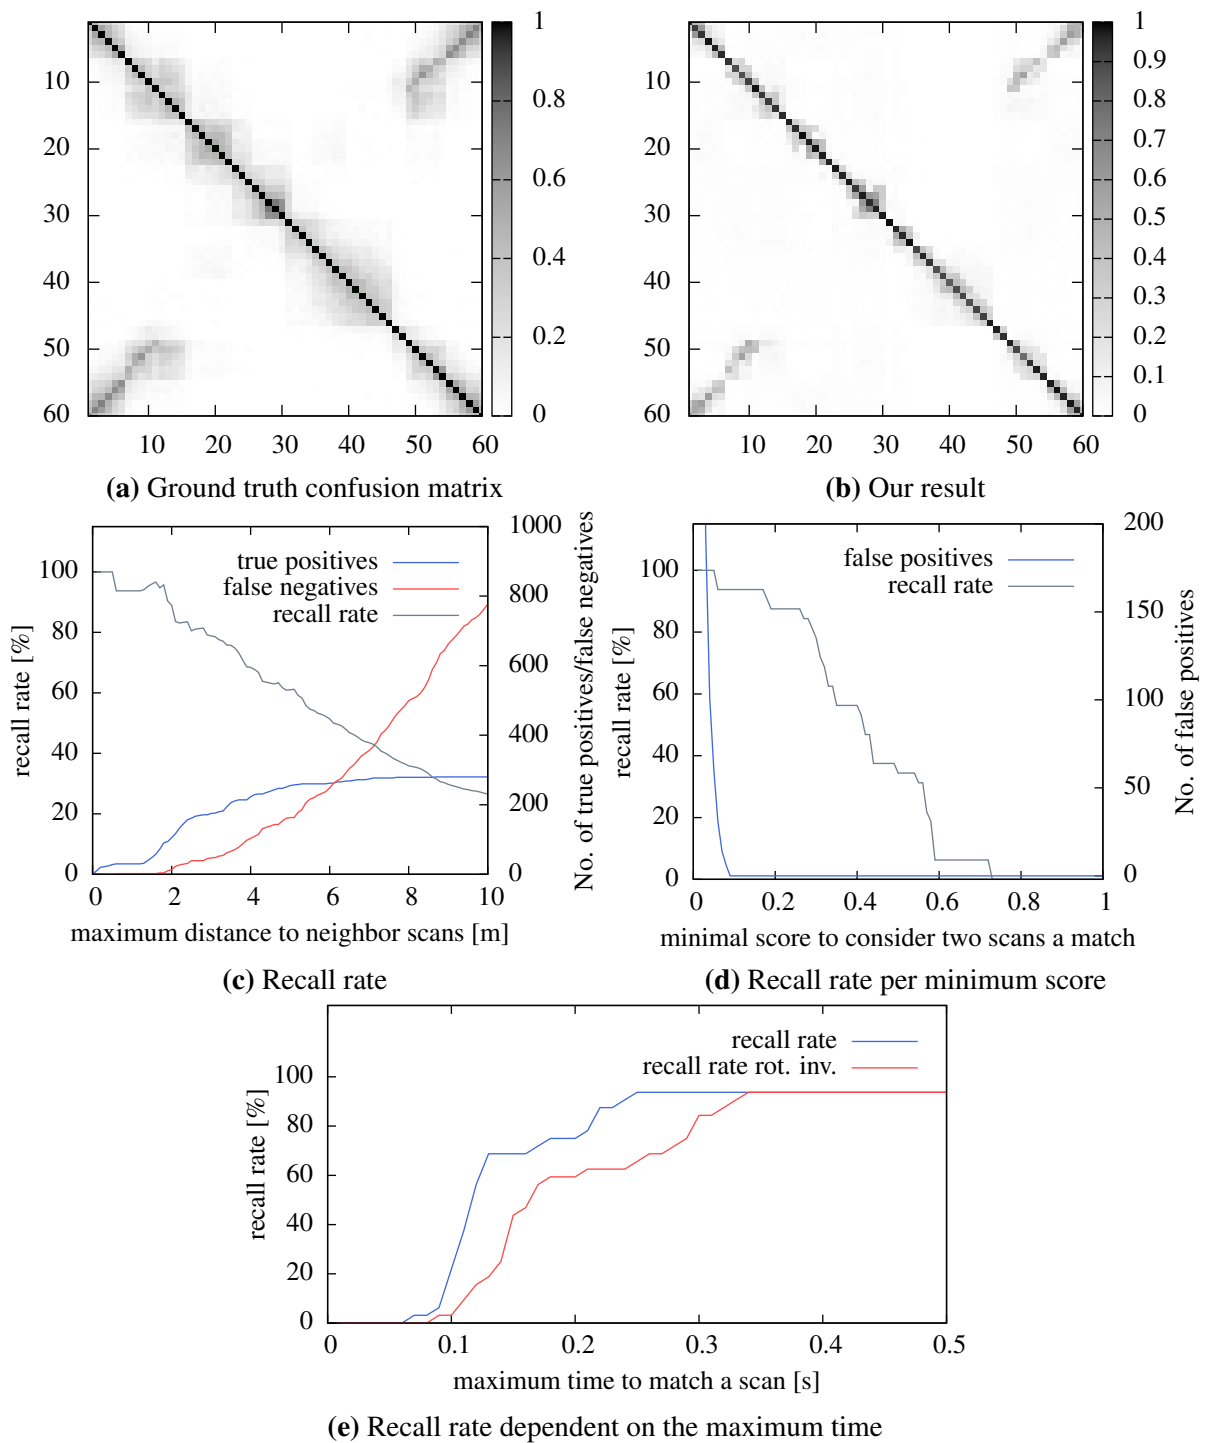 1
0.8
0.6
0.4
0.2
0
10
20
30
40
50
60
10 20 30 40 50 60
(a) Ground truth confusion matrix
1
0.9
0.8
0.7
0.6
0.5
0.4
0.3
0.2
0.1
0
10
20
30
40
50
60
10 20 30 40 50 60
(b) Our result
recall rate [%]
100
80
60
40
20
0
true positives
false negatives
recall rate
1000
800
600
400
200
0
No. of true positives/false negatives
0 2 4 6 8 10
maximum distance to neighbor scans [m]
(c) Recall rate
recall rate [%]
100
80
60
40
20
0
false positives
recall rate
200
150
100
50
0
No. of false positives
0 0.2 0.4 0.6 0.8 1
minimal score to consider two scans a match
(d) Recall rate per minimum score
recall rate [%]
100
80
60
40
20
0
recall rate
recall rate rot. inv.
0 0.1 0.2 0.3 0.4 0.5
maximum time to match a scan [s]
(e) Recall rate dependent on the maximum time